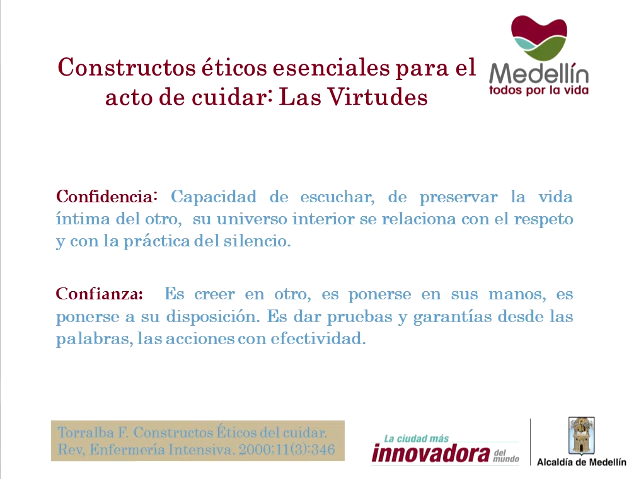 Constructos éticos esenciales para el
acto de cuidar: Las Virtudes
Medellín
todos por la vida
Confidencia: Capacidad de escuchar, de preservar la vida
íntima del otro, su universo interior se relaciona con el respeto
y con la práctica del silencio.
Confianza: Es creer en otro, es ponerse en sus manos, es
ponerse a su disposición. Es dar pruebas y garantías desde las
palabras, las acciones con efectividad.
Torralba F. Constructos Éticos del cuidar.
Rev, Enfermería Intensiva. 2000;11(3):346
La ciudad más
innovadora del
mundo
Alcaldía de Medellín